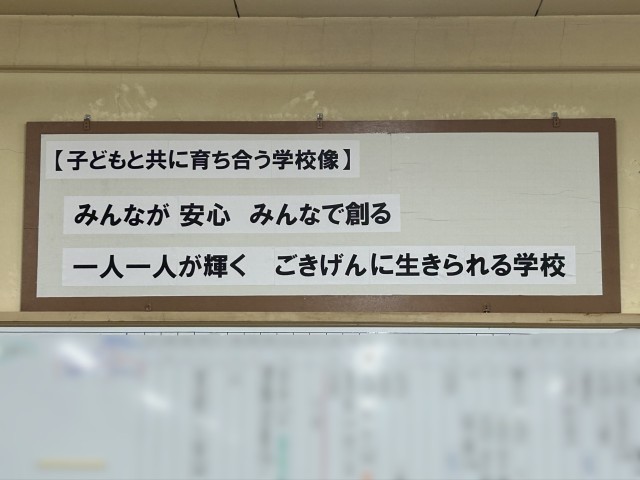 【子どもと共に育ち合う学校像】
みんなが 安心　みんなで創る
一人一人が輝く　ごきげんに生きられる学校